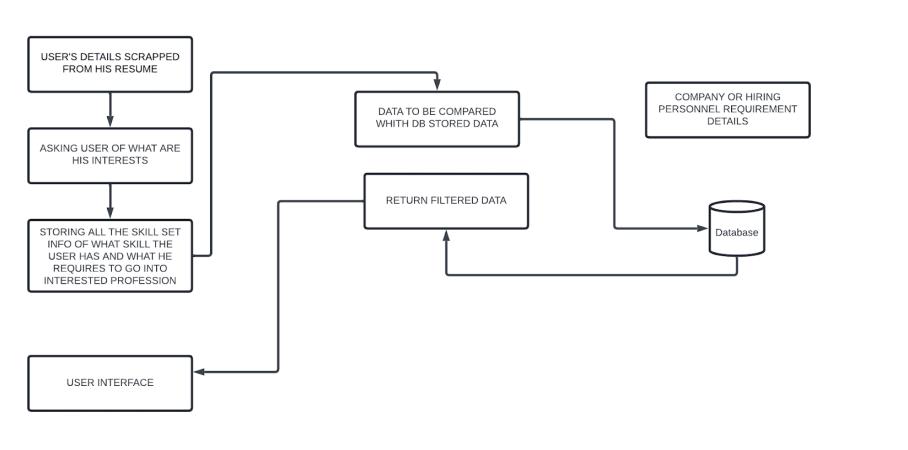 USER'S DETAILS SCRAPPED
FROM HIS RESUME
ASKING USER OF WHAT ARE
HIS INTERESTS
STORING ALL THE SKILL SET
INFO OF WHAT SKILL THE
USER HAS AND WHAT HE
REQUIRES TO GO INTO
INTERESTED PROFESSION
USER INTERFACE
DATA TO BE COMPARED
WHITH DB STORED DATA
RETURN FILTERED DATA
COMPANY OR HIRING
PERSONNEL REQUIREMENT
DETAILS
Database